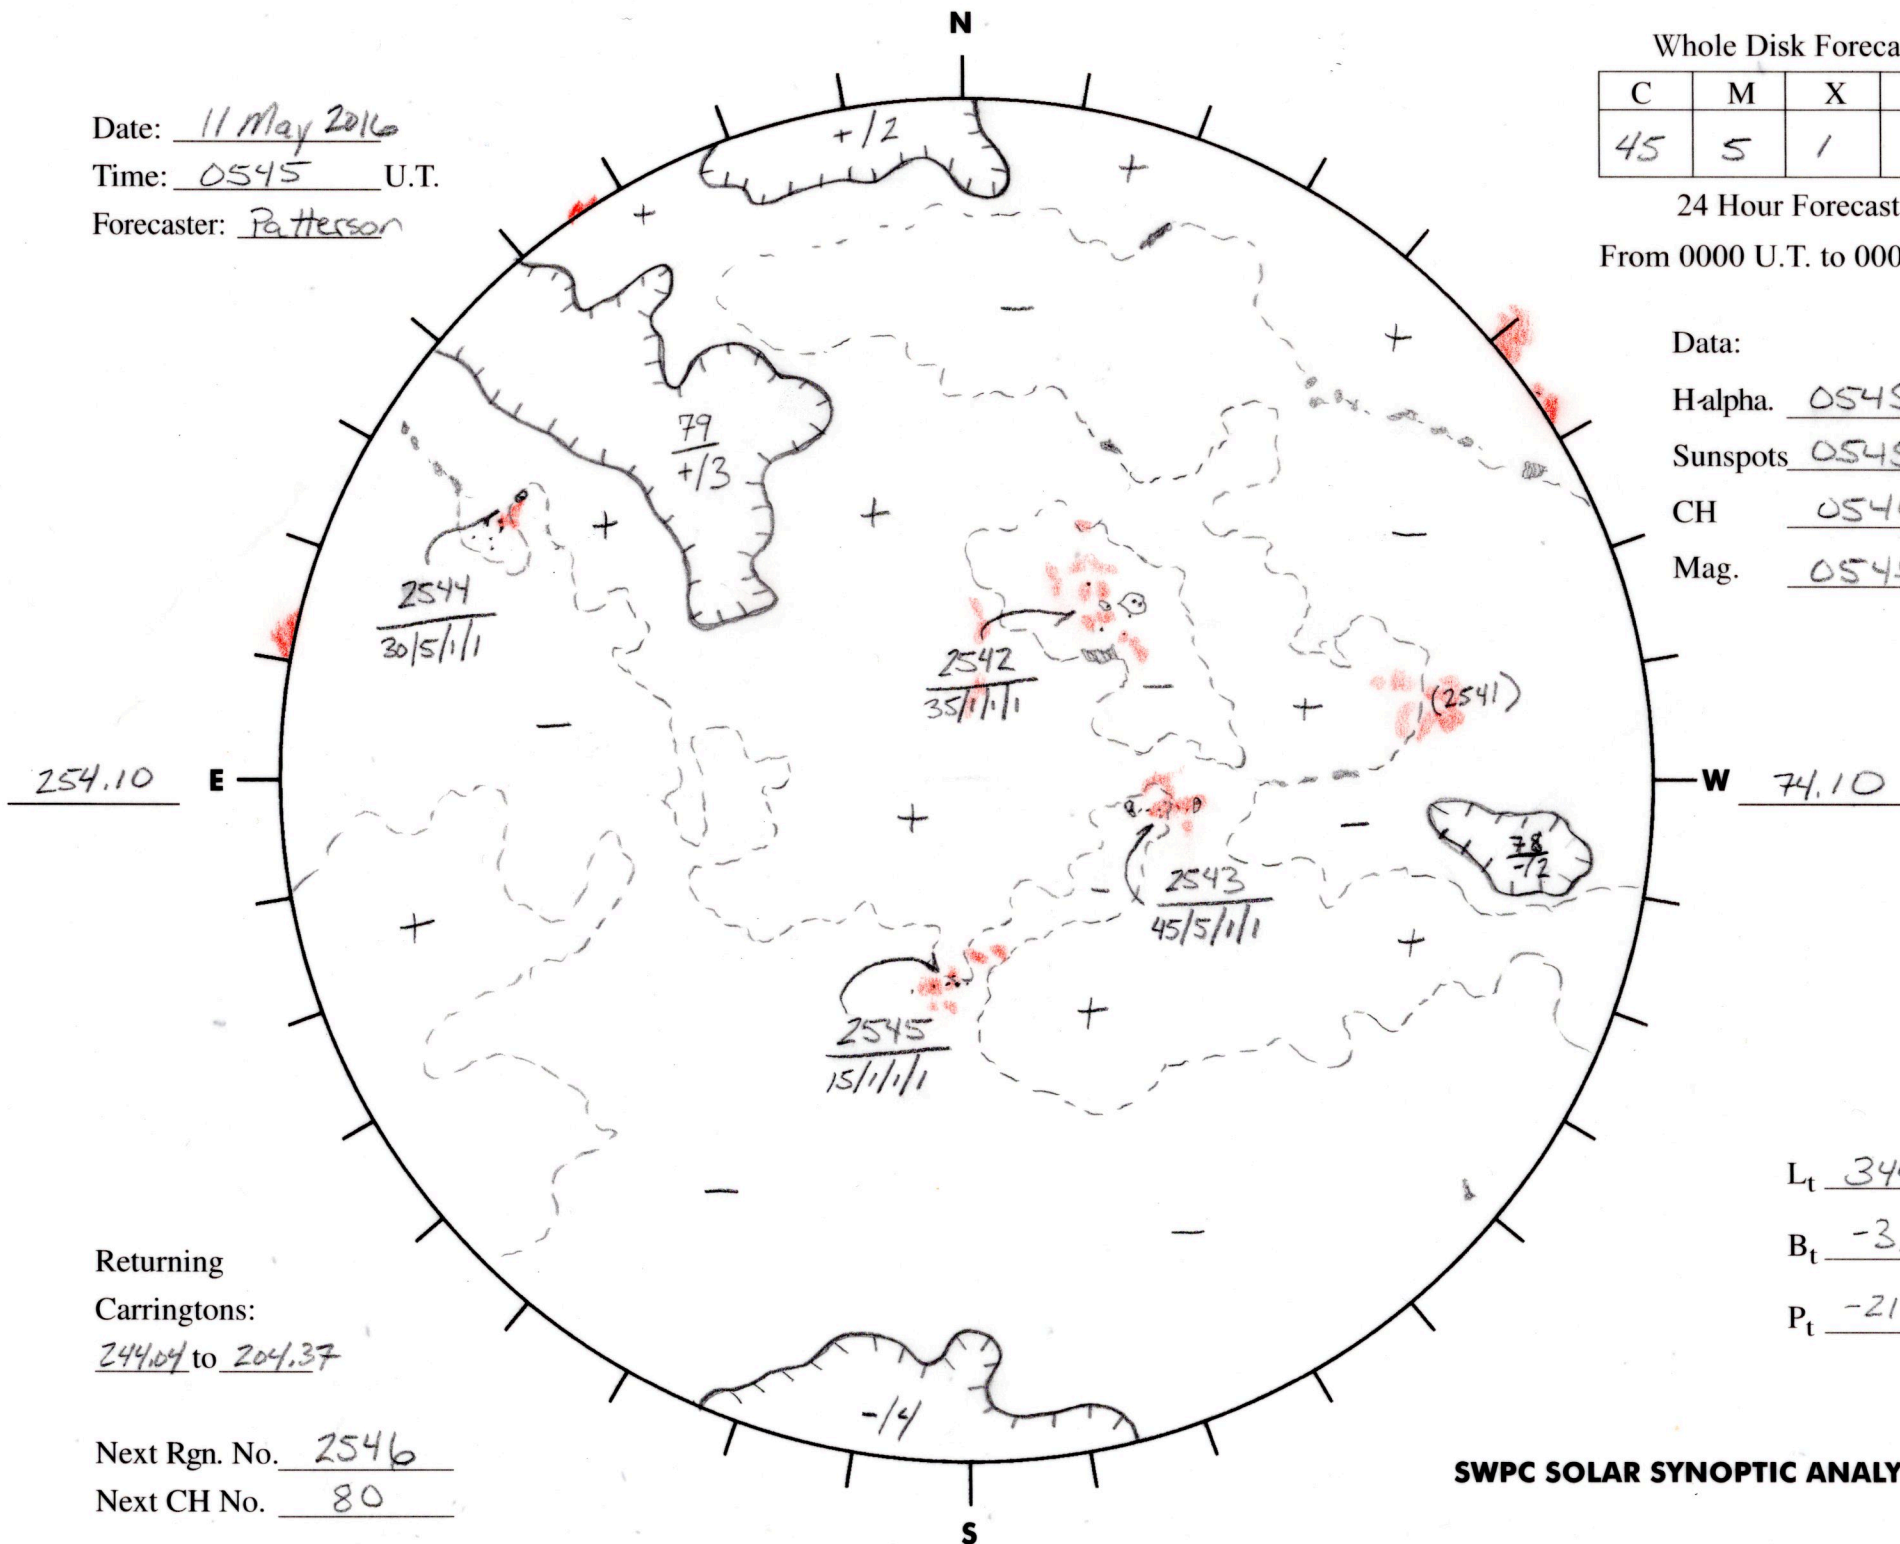 N
Whole Disk Foreca
Date: 11 May 2016
C M X
Time: 0545 U.T.
45 5 1
Forecaster: Patterson
24 Hour Forecast
From 0000 U.T. to 000
+/2
+
+
−
+
Data:
H-alpha. 0545
Sunspots 0545
CH 054
Mag. 0545
79
+/3
+
+
−
2544
30/5/1/1
2542
35/1/1/1
−
+
(2541)
−
254.10 E
W 74.10
+
−
78
-/2
2543
45/5/1/1
−
+
+
2545
15/1/1/1
+
−
−
Lt 34
Bt -3
Pt -21
Returning
Carringtons:
244.04 to 204.37
-/4
Next Rgn. No. 2546
Next CH No. 80
SWPC SOLAR SYNOPTIC ANALY
S